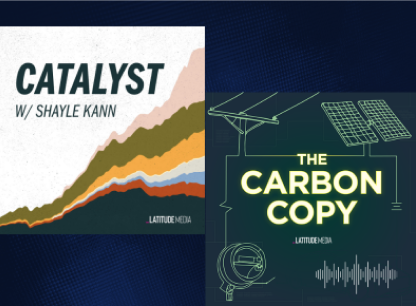 CATALYST
W/ SHAYLE KANN
LATITUDE MEDIA
THE
CARBON
COPY
LATITUDE MEDIA